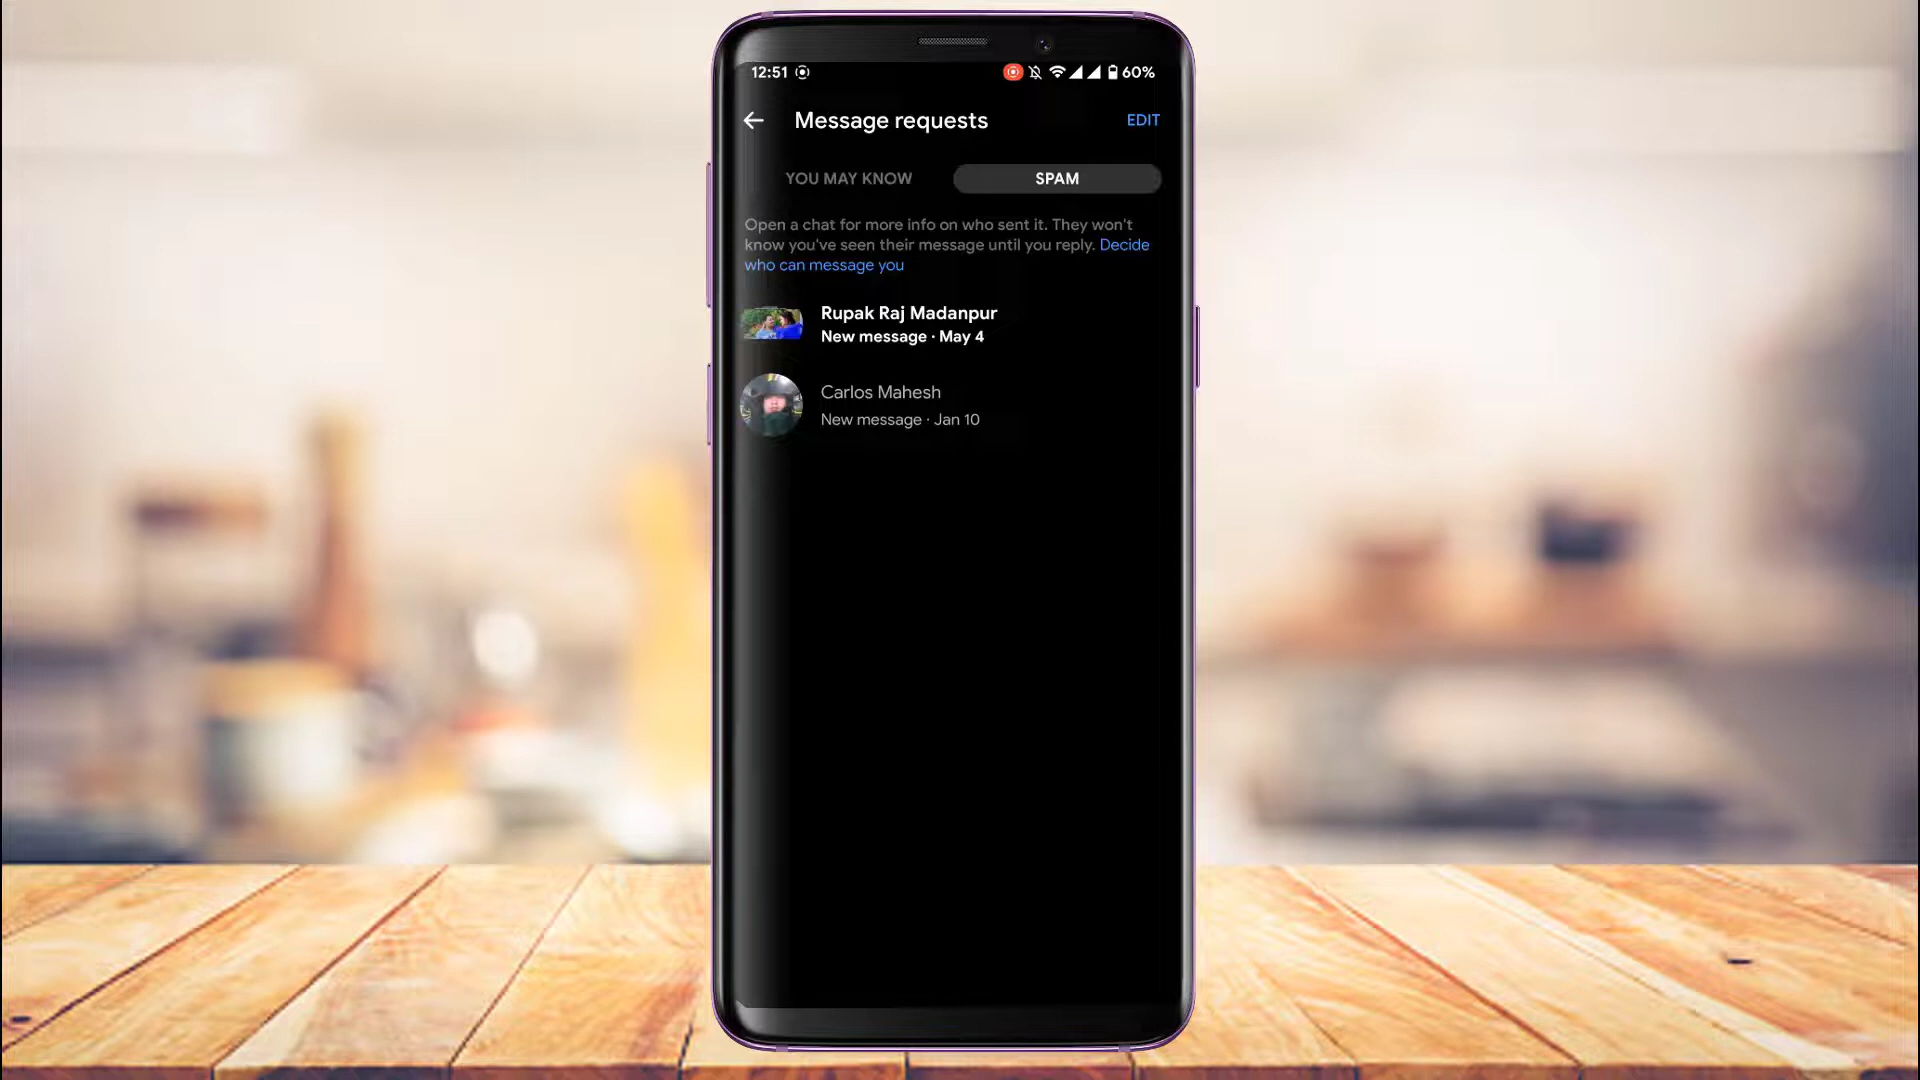 12:51 60%
Message requests EDIT
YOU MAY KNOW SPAM
Open a chat for more info on who sent it. They won't
know you've seen their message until you reply. Decide
who can message you
Rupak Raj Madanpur
New message · May 4
Carlos Mahesh
New message · Jan 10